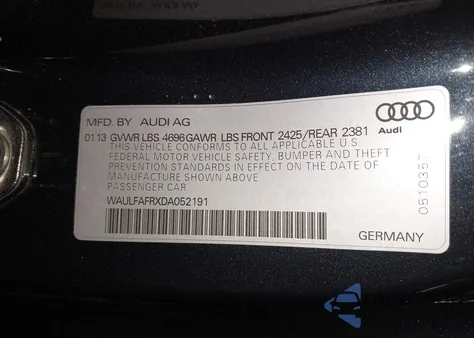 MFD. BY AUDI AG
01 13 GVWR LBS 4696 GAWR LBS FRONT 2425/REAR 2381
THIS VEHICLE CONFORMS TO ALL APPLICABLE U.S
FEDERAL MOTOR VEHICLE SAFETY, BUMPER AND THEFT
PREVENTION STANDARDS IN EFFECT ON THE DATE OF
MANUFACTURE SHOWN ABOVE
PASSENGER CAR
WAULFAFRXDA052191
Audi
0510357
GERMANY